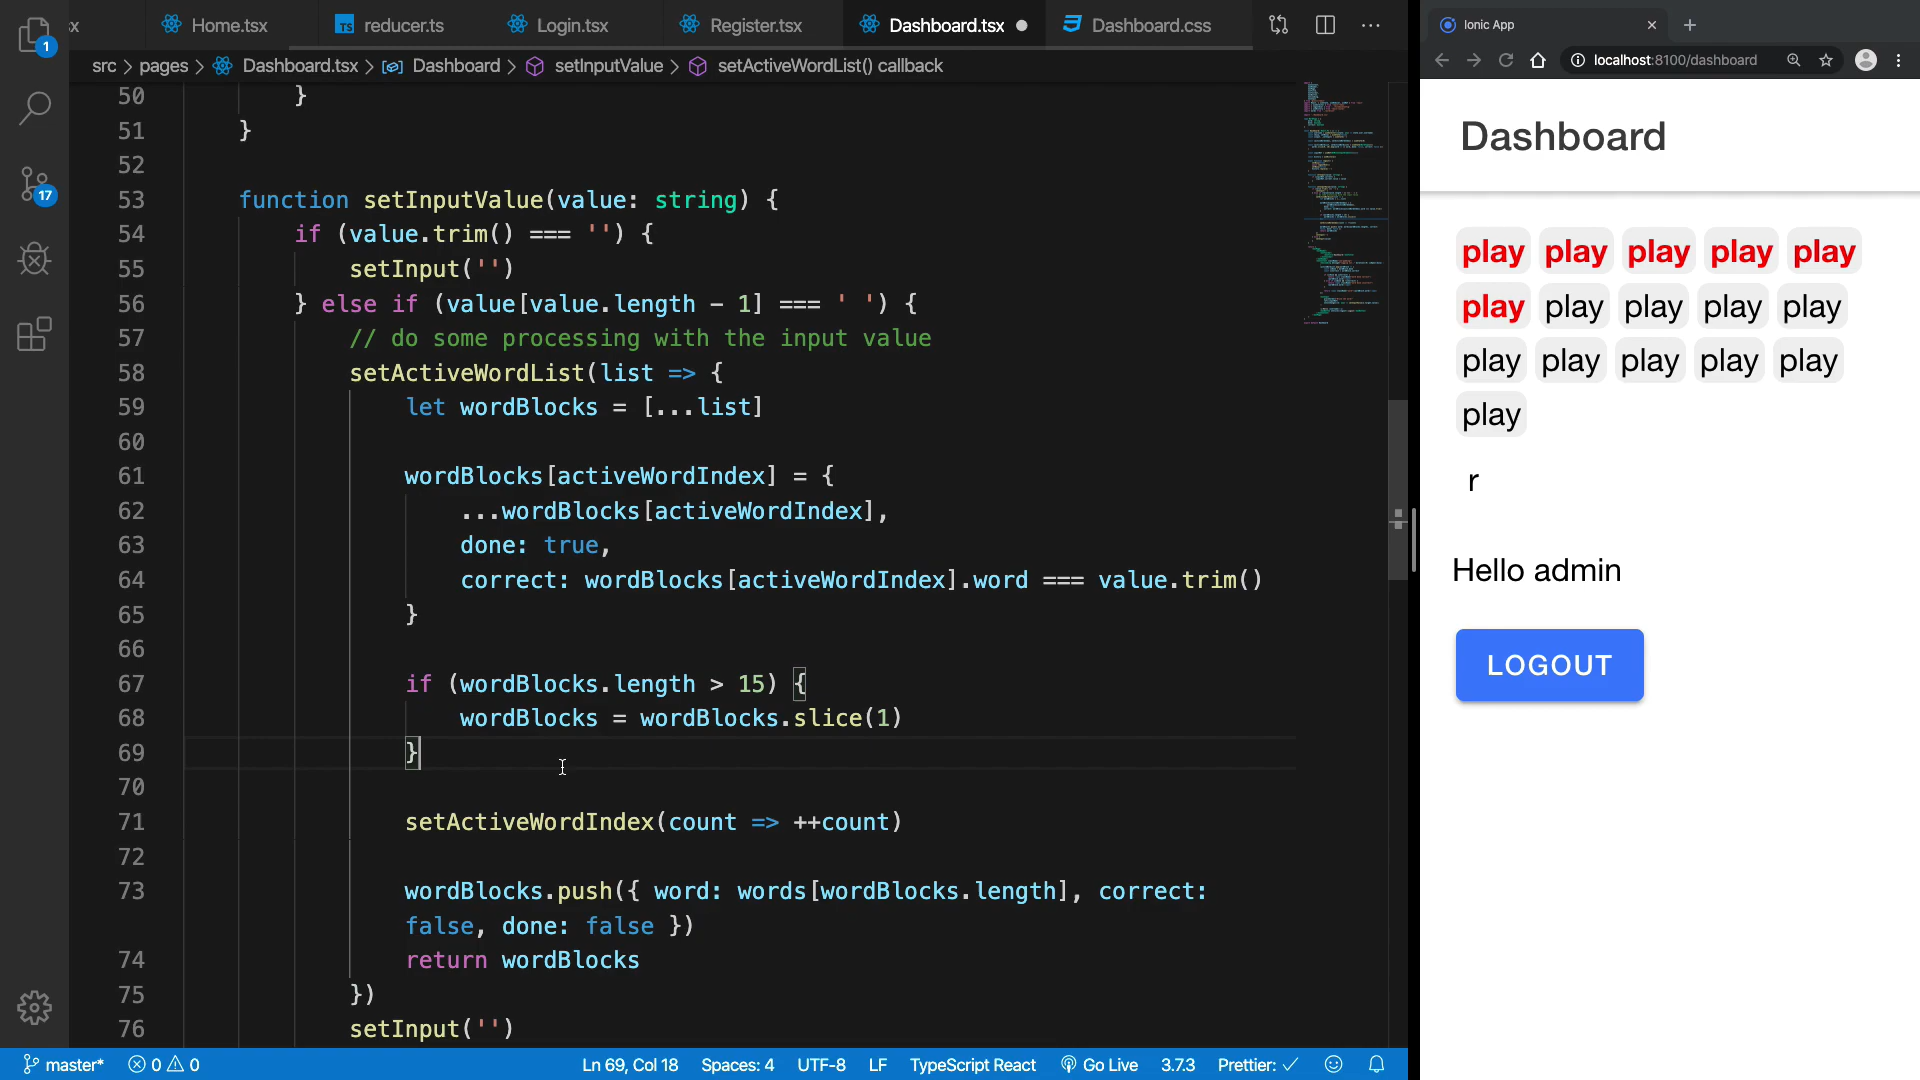 x Home.tsx reducer.ts Login.tsx Register.tsx Dashboard.tsx Dashboard.css
src > pages > Dashboard.tsx > Dashboard > setInputValue > setActiveWordList() callback
50 }
51 }
52
53 function setInputValue(value: string) {
54 if (value.trim() === '') {
55 setInput('')
56 } else if (value[value.length - 1] === ' ') {
57 // do some processing with the input value
58 setActiveWordList(list => {
59 let wordBlocks = [...list]
60
61 wordBlocks[activeWordIndex] = {
62 ...wordBlocks[activeWordIndex],
63 done: true,
64 correct: wordBlocks[activeWordIndex].word === value.trim()
65 }
66
67 if (wordBlocks.length > 15) {
68 wordBlocks = wordBlocks.slice(1)
69 }
70
71 setActiveWordIndex(count => ++count)
72
73 wordBlocks.push({ word: words[wordBlocks.length], correct:
false, done: false })
74 return wordBlocks
75 })
76 setInput('')
1
17
master* 0 0 Ln 69, Col 18 Spaces: 4 UTF-8 LF TypeScript React Go Live 3.7.3 Prettier: ✓
Ionic App
localhost:8100/dashboard
Dashboard
play play play play play
play play play play play
play play play play play
play
r
Hello admin
LOGOUT